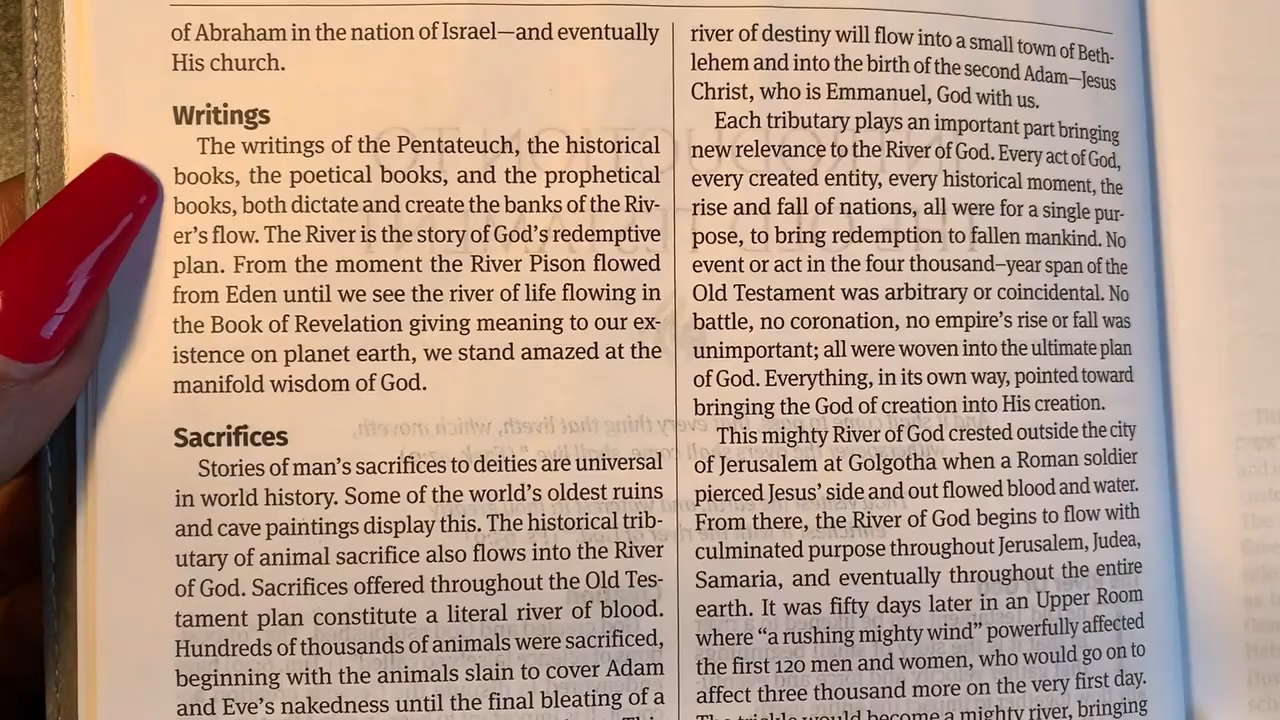 of Abraham in the nation of Israel—and eventually
His church.
Writings
The writings of the Pentateuch, the historical
books, the poetical books, and the prophetical
books, both dictate and create the banks of the Riv-
er's flow. The River is the story of God's redemptive
plan. From the moment the River Pison flowed
from Eden until we see the river of life flowing in
the Book of Revelation giving meaning to our ex-
istence on planet earth, we stand amazed at the
manifold wisdom of God.
Sacrifices
Stories of man's sacrifices to deities are universal
in world history. Some of the world's oldest ruins
and cave paintings display this. The historical trib-
utary of animal sacrifice also flows into the River
of God. Sacrifices offered throughout the Old Tes-
tament plan constitute a literal river of blood.
Hundreds of thousands of animals were sacrificed,
beginning with the animals slain to cover Adam
and Eve's nakedness until the final bleating of a
river of destiny will flow into a small town of Beth-
lehem and into the birth of the second Adam—Jesus
Christ, who is Emmanuel, God with us.
Each tributary plays an important part bringing
new relevance to the River of God. Every act of God,
every created entity, every historical moment, the
rise and fall of nations, all were for a single pur-
pose, to bring redemption to fallen mankind. No
event or act in the four thousand–year span of the
Old Testament was arbitrary or coincidental. No
battle, no coronation, no empire's rise or fall was
unimportant; all were woven into the ultimate plan
of God. Everything, in its own way, pointed toward
bringing the God of creation into His creation.
This mighty River of God crested outside the city
of Jerusalem at Golgotha when a Roman soldier
pierced Jesus' side and out flowed blood and water.
From there, the River of God begins to flow with
culminated purpose throughout Jerusalem, Judea,
Samaria, and eventually throughout the entire
earth. It was fifty days later in an Upper Room
where “a rushing mighty wind” powerfully affected
the first 120 men and women, who would go on to
affect three thousand more on the very first day.
The trickle would become a mighty river, bringing